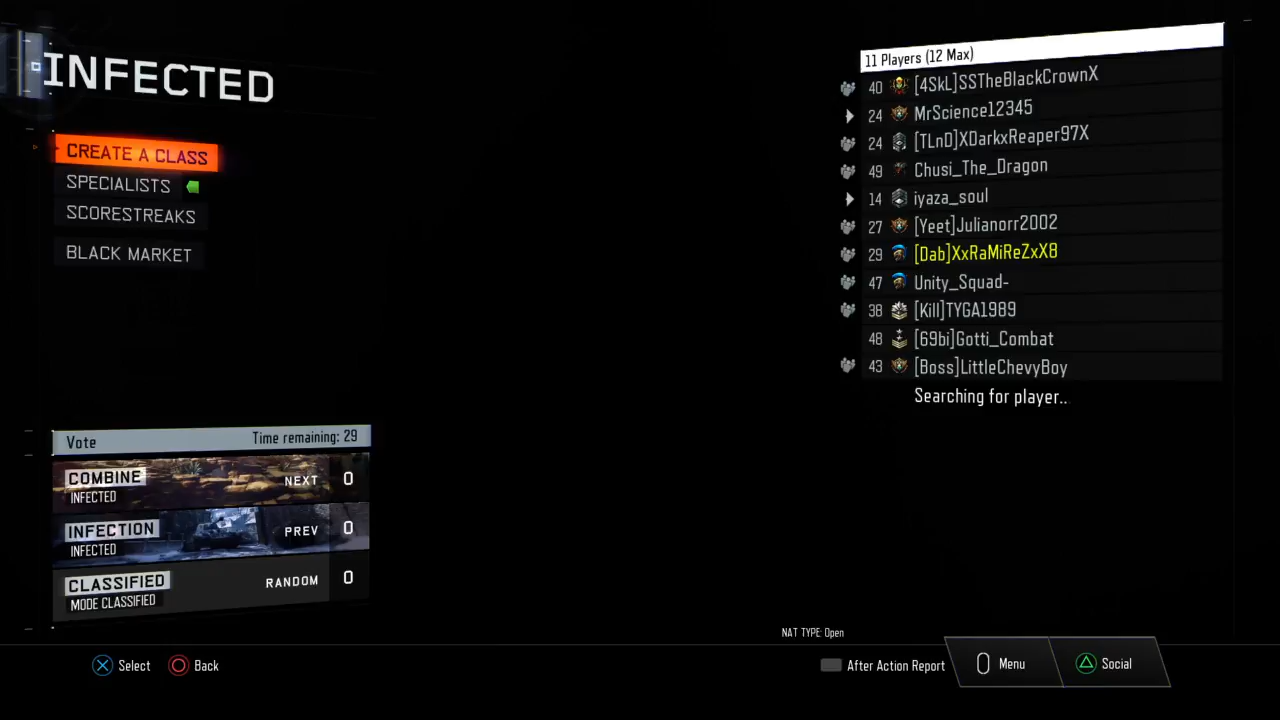 INFECTED
CREATE A CLASS
SPECIALISTS
SCORESTREAKS
BLACK MARKET
11 Players (12 Max)
40 [4SkL]SSTheBlackCrownX
24 MrScience12345
24 [TLnD]XDarkxReaper97X
49 Chusi_The_Dragon
14 iyaza_soul
27 [Yeet]Julianorr2002
29 [Dab]XxRaMiReZxX8
47 Unity_Squad-
38 [Kill]TYGA1989
48 [69bi]Gotti_Combat
43 [Boss]LittleChevyBoy
Searching for player..
Vote Time remaining: 29
COMBINE NEXT 0
INFECTED
INFECTION PREV 0
INFECTED
CLASSIFIED RANDOM 0
MODE CLASSIFIED
NAT TYPE: Open
Select Back After Action Report Menu Social